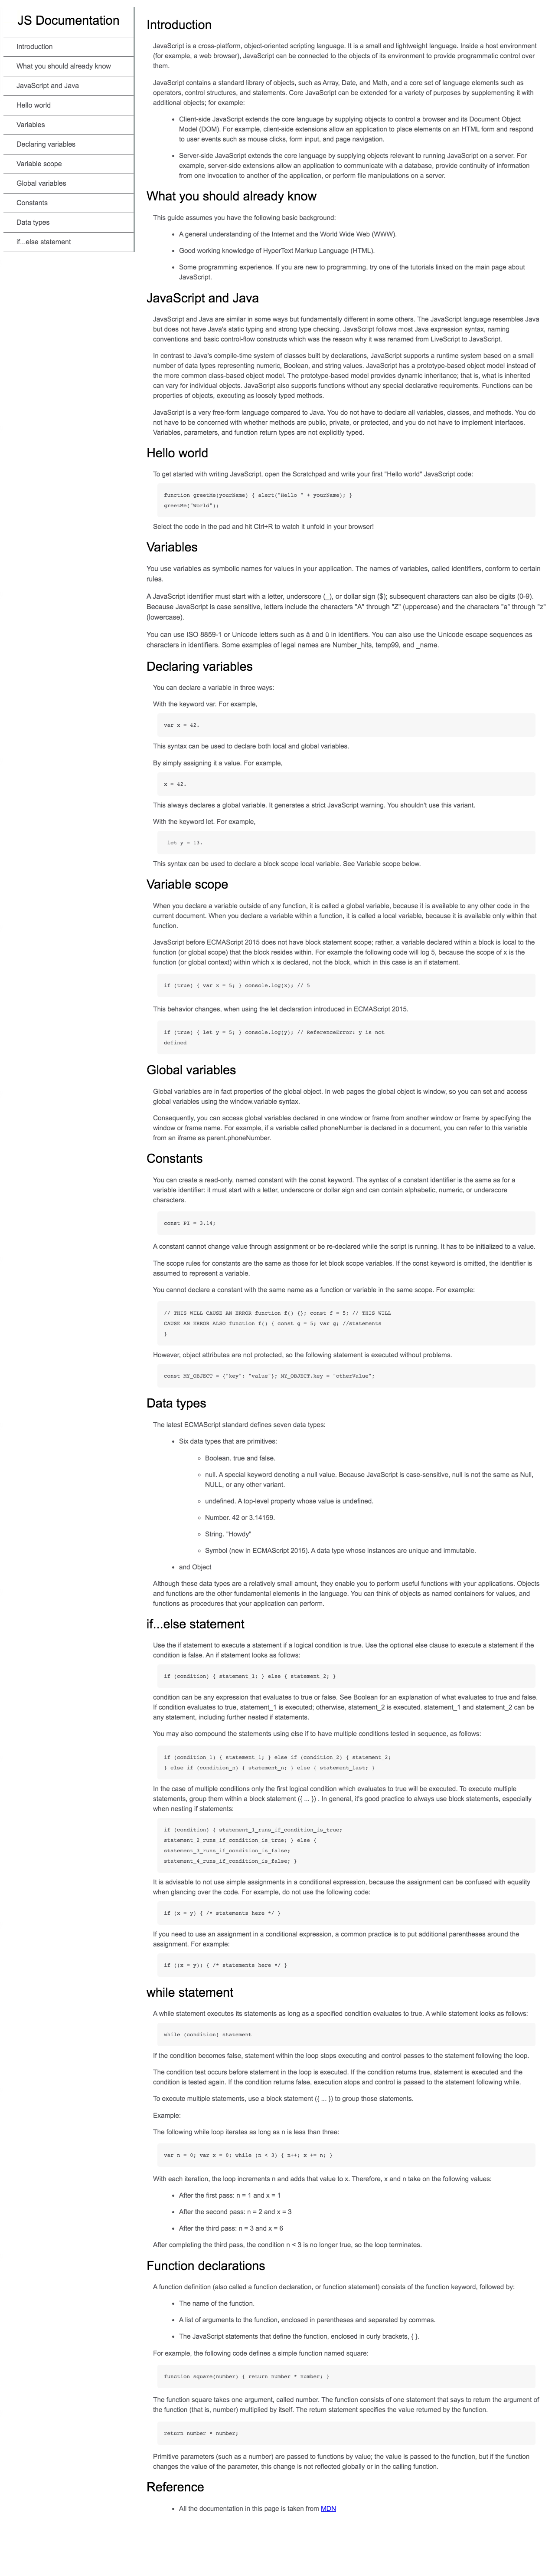 JS Documentation
Introduction
What you should already know
JavaScript and Java
Hello world
Variables
Declaring variables
Variable scope
Global variables
Constants
Data types
if...else statement
Introduction
JavaScript is a cross-platform, object-oriented scripting language. It is a small and lightweight language. Inside a host environment
(for example, a web browser), JavaScript can be connected to the objects of its environment to provide programmatic control over
them.
JavaScript contains a standard library of objects, such as Array, Date, and Math, and a core set of language elements such as
operators, control structures, and statements. Core JavaScript can be extended for a variety of purposes by supplementing it with
additional objects; for example:
• Client-side JavaScript extends the core language by supplying objects to control a browser and its Document Object
Model (DOM). For example, client-side extensions allow an application to place elements on an HTML form and respond
to user events such as mouse clicks, form input, and page navigation.
• Server-side JavaScript extends the core language by supplying objects relevant to running JavaScript on a server. For
example, server-side extensions allow an application to communicate with a database, provide continuity of information
from one invocation to another of the application, or perform file manipulations on a server.
What you should already know
This guide assumes you have the following basic background:
• A general understanding of the Internet and the World Wide Web (WWW).
• Good working knowledge of HyperText Markup Language (HTML).
• Some programming experience. If you are new to programming, try one of the tutorials linked on the main page about
JavaScript.
JavaScript and Java
JavaScript and Java are similar in some ways but fundamentally different in some others. The JavaScript language resembles Java
but does not have Java's static typing and strong type checking. JavaScript follows most Java expression syntax, naming
conventions and basic control-flow constructs which was the reason why it was renamed from LiveScript to JavaScript.
In contrast to Java's compile-time system of classes built by declarations, JavaScript supports a runtime system based on a small
number of data types representing numeric, Boolean, and string values. JavaScript has a prototype-based object model instead of
the more common class-based object model. The prototype-based model provides dynamic inheritance; that is, what is inherited
can vary for individual objects. JavaScript also supports functions without any special declarative requirements. Functions can be
properties of objects, executing as loosely typed methods.
JavaScript is a very free-form language compared to Java. You do not have to declare all variables, classes, and methods. You do
not have to be concerned with whether methods are public, private, or protected, and you do not have to implement interfaces.
Variables, parameters, and function return types are not explicitly typed.
Hello world
To get started with writing JavaScript, open the Scratchpad and write your first "Hello world" JavaScript code:
function greetMe(yourName) { alert("Hello " + yourName); }
greetMe("World");
Select the code in the pad and hit Ctrl+R to watch it unfold in your browser!
Variables
You use variables as symbolic names for values in your application. The names of variables, called identifiers, conform to certain
rules.
A JavaScript identifier must start with a letter, underscore (_), or dollar sign ($); subsequent characters can also be digits (0-9).
Because JavaScript is case sensitive, letters include the characters "A" through "Z" (uppercase) and the characters "a" through "z"
(lowercase).
You can use ISO 8859-1 or Unicode letters such as å and ü in identifiers. You can also use the Unicode escape sequences as
characters in identifiers. Some examples of legal names are Number_hits, temp99, and _name.
Declaring variables
You can declare a variable in three ways:
With the keyword var. For example,
var x = 42.
This syntax can be used to declare both local and global variables.
By simply assigning it a value. For example,
x = 42.
This always declares a global variable. It generates a strict JavaScript warning. You shouldn't use this variant.
With the keyword let. For example,
let y = 13.
This syntax can be used to declare a block scope local variable. See Variable scope below.
Variable scope
When you declare a variable outside of any function, it is called a global variable, because it is available to any other code in the
current document. When you declare a variable within a function, it is called a local variable, because it is available only within that
function.
JavaScript before ECMAScript 2015 does not have block statement scope; rather, a variable declared within a block is local to the
function (or global scope) that the block resides within. For example the following code will log 5, because the scope of x is the
function (or global context) within which x is declared, not the block, which in this case is an if statement.
if (true) { var x = 5; } console.log(x); // 5
This behavior changes, when using the let declaration introduced in ECMAScript 2015.
if (true) { let y = 5; } console.log(y); // ReferenceError: y is not
defined
Global variables
Global variables are in fact properties of the global object. In web pages the global object is window, so you can set and access
global variables using the window.variable syntax.
Consequently, you can access global variables declared in one window or frame from another window or frame by specifying the
window or frame name. For example, if a variable called phoneNumber is declared in a document, you can refer to this variable
from an iframe as parent.phoneNumber.
Constants
You can create a read-only, named constant with the const keyword. The syntax of a constant identifier is the same as for a
variable identifier: it must start with a letter, underscore or dollar sign and can contain alphabetic, numeric, or underscore
characters.
const PI = 3.14;
A constant cannot change value through assignment or be re-declared while the script is running. It has to be initialized to a value.
The scope rules for constants are the same as those for let block scope variables. If the const keyword is omitted, the identifier is
assumed to represent a variable.
You cannot declare a constant with the same name as a function or variable in the same scope. For example:
// THIS WILL CAUSE AN ERROR function f() {}; const f = 5; // THIS WILL
CAUSE AN ERROR ALSO function f() { const g = 5; var g; //statements
}
However, object attributes are not protected, so the following statement is executed without problems.
const MY_OBJECT = {"key": "value"}; MY_OBJECT.key = "otherValue";
Data types
The latest ECMAScript standard defines seven data types:
• Six data types that are primitives:
◦ Boolean. true and false.
◦ null. A special keyword denoting a null value. Because JavaScript is case-sensitive, null is not the same as Null,
NULL, or any other variant.
◦ undefined. A top-level property whose value is undefined.
◦ Number. 42 or 3.14159.
◦ String. "Howdy"
◦ Symbol (new in ECMAScript 2015). A data type whose instances are unique and immutable.
• and Object
Although these data types are a relatively small amount, they enable you to perform useful functions with your applications. Objects
and functions are the other fundamental elements in the language. You can think of objects as named containers for values, and
functions as procedures that your application can perform.
if...else statement
Use the if statement to execute a statement if a logical condition is true. Use the optional else clause to execute a statement if the
condition is false. An if statement looks as follows:
if (condition) { statement_1; } else { statement_2; }
condition can be any expression that evaluates to true or false. See Boolean for an explanation of what evaluates to true and false.
If condition evaluates to true, statement_1 is executed; otherwise, statement_2 is executed. statement_1 and statement_2 can be
any statement, including further nested if statements.
You may also compound the statements using else if to have multiple conditions tested in sequence, as follows:
if (condition_1) { statement_1; } else if (condition_2) { statement_2;
} else if (condition_n) { statement_n; } else { statement_last; }
In the case of multiple conditions only the first logical condition which evaluates to true will be executed. To execute multiple
statements, group them within a block statement ({ ... }) . In general, it's good practice to always use block statements, especially
when nesting if statements:
if (condition) { statement_1_runs_if_condition_is_true;
statement_2_runs_if_condition_is_true; } else {
statement_3_runs_if_condition_is_false;
statement_4_runs_if_condition_is_false; }
It is advisable to not use simple assignments in a conditional expression, because the assignment can be confused with equality
when glancing over the code. For example, do not use the following code:
if (x = y) { /* statements here */ }
If you need to use an assignment in a conditional expression, a common practice is to put additional parentheses around the
assignment. For example:
if ((x = y)) { /* statements here */ }
while statement
A while statement executes its statements as long as a specified condition evaluates to true. A while statement looks as follows:
while (condition) statement
If the condition becomes false, statement within the loop stops executing and control passes to the statement following the loop.
The condition test occurs before statement in the loop is executed. If the condition returns true, statement is executed and the
condition is tested again. If the condition returns false, execution stops and control is passed to the statement following while.
To execute multiple statements, use a block statement ({ ... }) to group those statements.
Example:
The following while loop iterates as long as n is less than three:
var n = 0; var x = 0; while (n < 3) { n++; x += n; }
With each iteration, the loop increments n and adds that value to x. Therefore, x and n take on the following values:
• After the first pass: n = 1 and x = 1
• After the second pass: n = 2 and x = 3
• After the third pass: n = 3 and x = 6
After completing the third pass, the condition n < 3 is no longer true, so the loop terminates.
Function declarations
A function definition (also called a function declaration, or function statement) consists of the function keyword, followed by:
• The name of the function.
• A list of arguments to the function, enclosed in parentheses and separated by commas.
• The JavaScript statements that define the function, enclosed in curly brackets, { }.
For example, the following code defines a simple function named square:
function square(number) { return number * number; }
The function square takes one argument, called number. The function consists of one statement that says to return the argument of
the function (that is, number) multiplied by itself. The return statement specifies the value returned by the function.
return number * number;
Primitive parameters (such as a number) are passed to functions by value; the value is passed to the function, but if the function
changes the value of the parameter, this change is not reflected globally or in the calling function.
Reference
• All the documentation in this page is taken from MDN